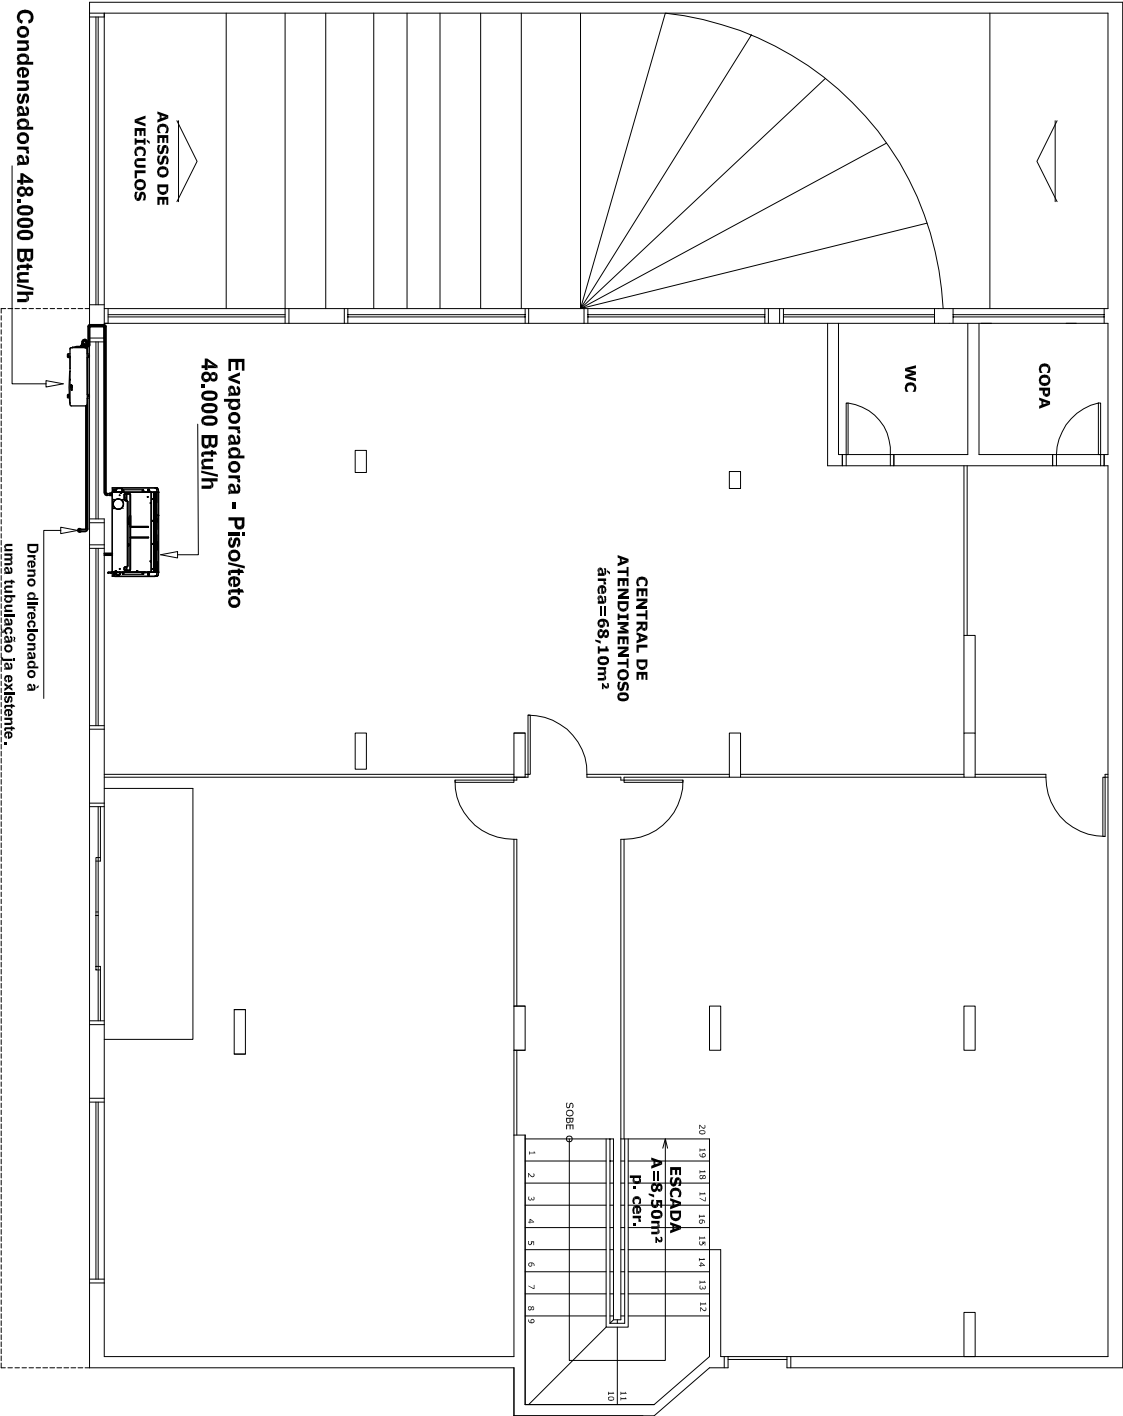 Condensadora 48.000 Btu/h
ACESSO DE
VEÍCULOS
Evaporadora - Piso/teto
48.000 Btu/h
Dreno direcionado à
uma tubulação ja existente.
WC
COPA
CENTRAL DE
ATENDIMENTOSO
área=68,10m²
SOBE
ESCADA
A=8,50m²
p. cer.
1
2
3
4
5
6
7
8
9
10
11
12
13
14
15
16
17
18
19
20